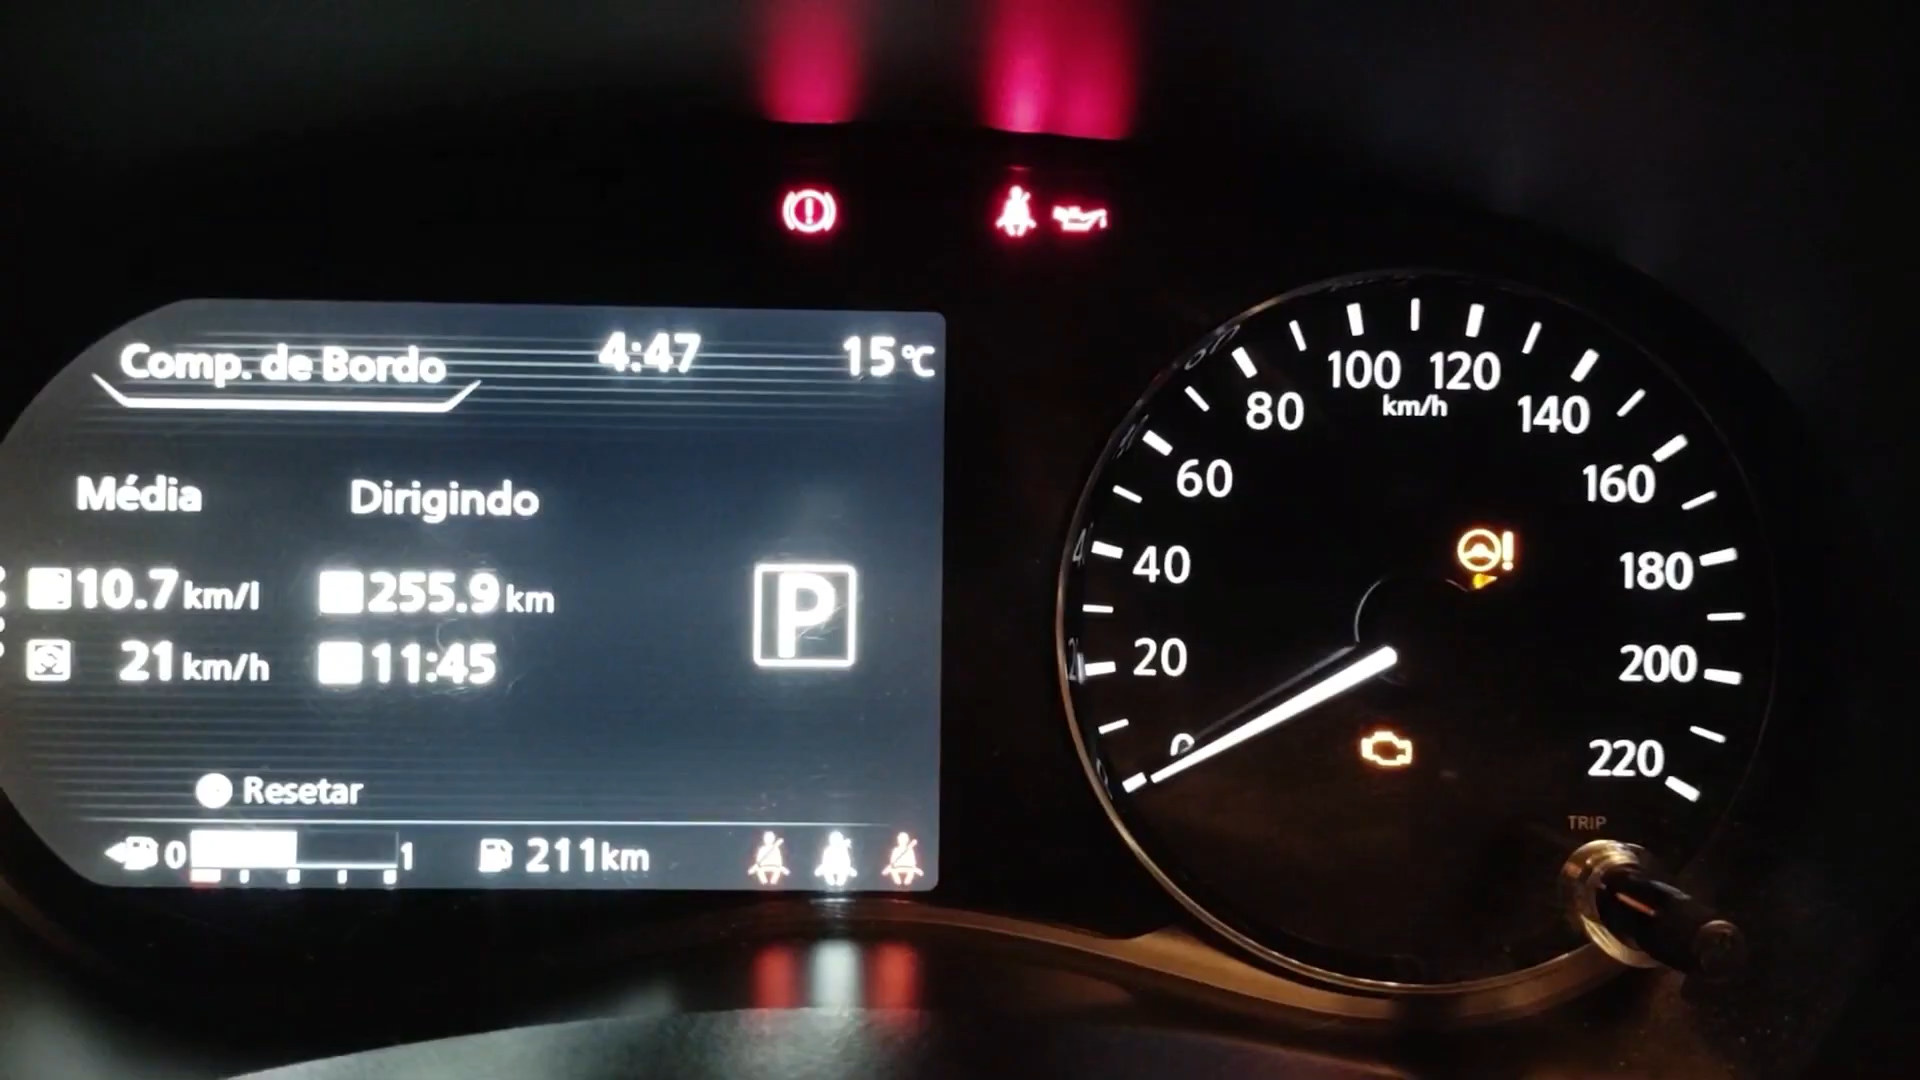 Comp. de Bordo 4:47 15°C
Média Dirigindo
10.7 km/l 255.9 km
21 km/h 11:45
P
Resetar
0 1 211km
0 20 40 60 80 100 120 140 160 180 200 220
km/h
TRIP